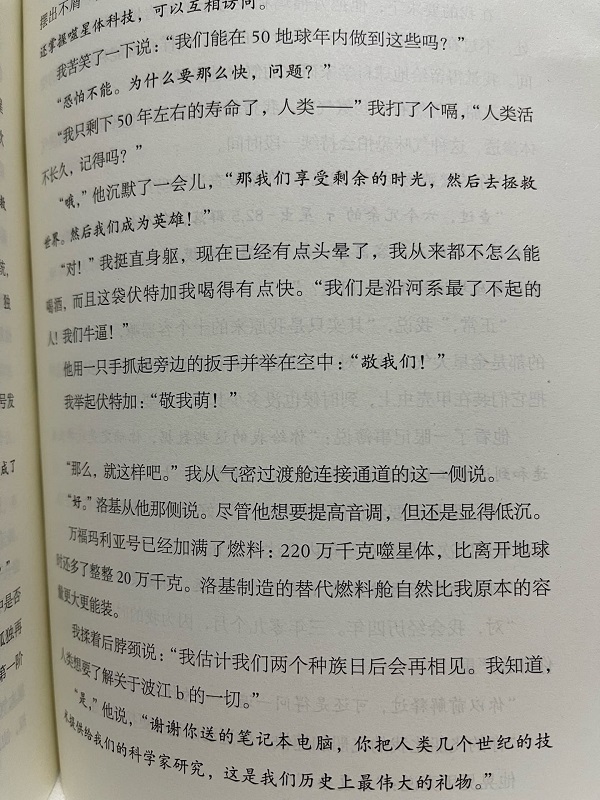 摆出不屑
还掌握噬星体科技，可以互相访问。
我苦笑了一下说：“我们能在 50 地球年内做到这些吗？”
“恐怕不能。为什么要那么快，问题？”
“我只剩下 50 年左右的寿命了，人类——”我打了个嗝，“人类活
不长久，记得吗？”
“哦，”他沉默了一会儿，“那我们享受剩余的时光，然后去拯救
世界。然后我们成为英雄！”
“对！”我挺直身躯，现在已经有点头晕了，我从来都不怎么能
喝酒，而且这袋伏特加我喝得有点快。“我们是沿河系最了不起的
人！我们牛逼！”
他用一只手抓起旁边的扳手并举在空中：“敬我们！”
我举起伏特加：“敬我萌！”
“那么，就这样吧。”我从气密过渡舱连接通道的这一侧说。
“好。”洛基从他那侧说。尽管他想要提高音调，但还是显得低沉。
万福玛利亚号已经加满了燃料：220 万千克噬星体，比离开地球
时还多了整整 20 万千克。洛基制造的替代燃料舱自然比我原本的容
量更大更能装。
我揉着后脖颈说：“我估计我们两个种族日后会再相见。我知道，
人类想要了解关于波江 b 的一切。”
“是，”他说，“谢谢你送的笔记本电脑，你把人类几个世纪的技
术提供给我们的科学家研究，这是我们历史上最伟大的礼物。”
号发
成了
？”
中是否
孤独再
第一阶